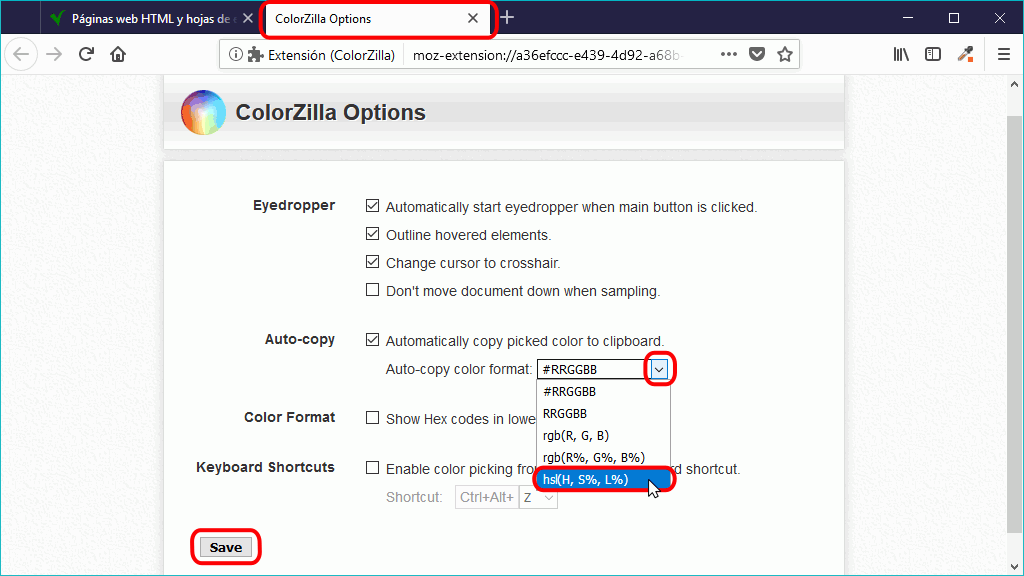 Páginas web HTML y hojas de
ColorZilla Options
Extensión (ColorZilla)
moz-extension://a36efccc-e439-4d92-a68b-
ColorZilla Options
Eyedropper
Automatically start eyedropper when main button is clicked.
Outline hovered elements.
Change cursor to crosshair.
Don't move document down when sampling.
Auto-copy
Automatically copy picked color to clipboard.
Auto-copy color format: #RRGGBB
#RRGGBB
RRGGBB
rgb(R, G, B)
rgb(R%, G%, B%)
hsl(H, S%, L%)
Color Format
Show Hex codes in lowe
Keyboard Shortcuts
Enable color picking fro rd shortcut.
Shortcut: Ctrl+Alt+ Z
Save